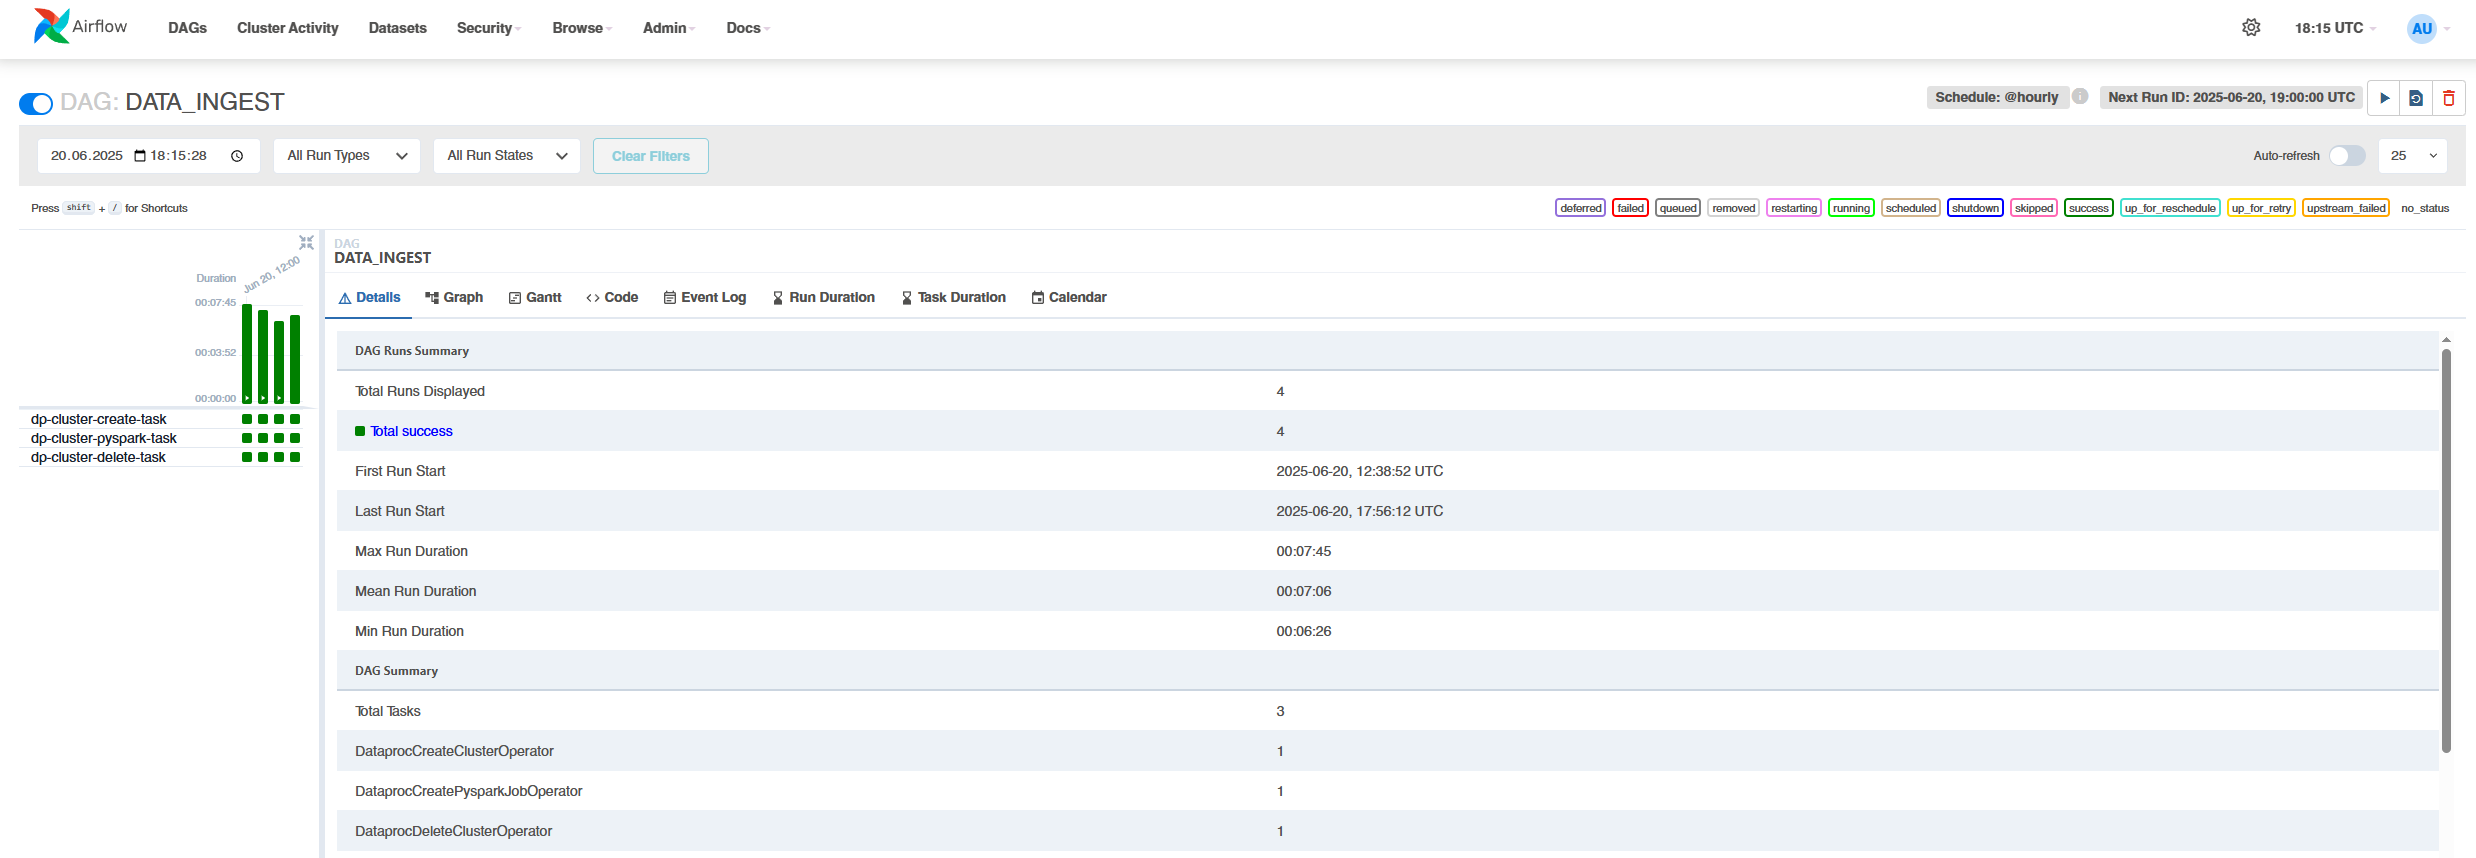 Airflow DAGs Cluster Activity Datasets Security Browse Admin Docs 18:15 UTC AU
DAG: DATA_INGEST Schedule: @hourly i Next Run ID: 2025-06-20, 19:00:00 UTC
20.06.2025 18:15:28 All Run Types All Run States Clear Filters Auto-refresh 25
Press shift + / for Shortcuts deferred failed queued removed restarting running scheduled shutdown skipped success up_for_reschedule up_for_retry upstream_failed no_status
Duration
Jun 20, 12:00
00:07:45
00:03:52
00:00:00
dp-cluster-create-task
dp-cluster-pyspark-task
dp-cluster-delete-task
DAG
DATA_INGEST
Details Graph Gantt Code Event Log Run Duration Task Duration Calendar
DAG Runs Summary
Total Runs Displayed 4
Total success 4
First Run Start 2025-06-20, 12:38:52 UTC
Last Run Start 2025-06-20, 17:56:12 UTC
Max Run Duration 00:07:45
Mean Run Duration 00:07:06
Min Run Duration 00:06:26
DAG Summary
Total Tasks 3
DataprocCreateClusterOperator 1
DataprocCreatePysparkJobOperator 1
DataprocDeleteClusterOperator 1